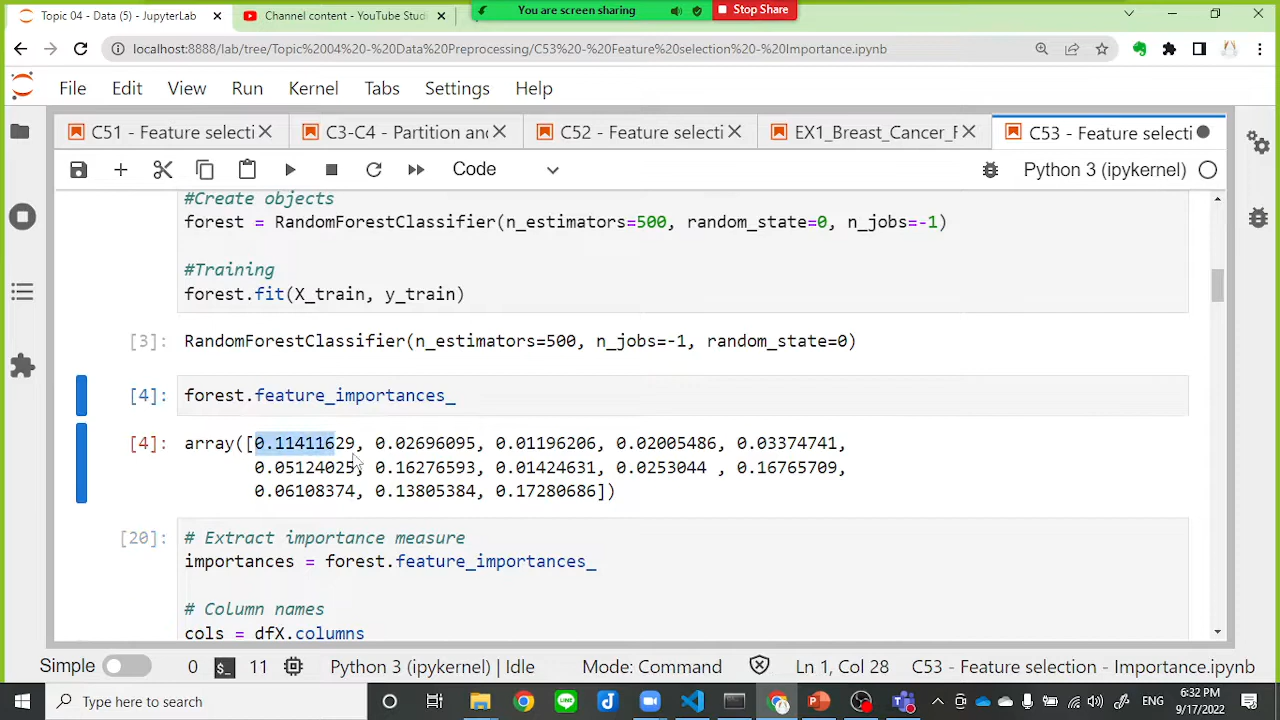 Topic 04 - Data (5) - JupyterLab
Channel content - YouTube Studi
You are screen sharing
Stop Share
localhost:8888/lab/tree/Topic%2004%20-%20Data%20Preprocessing/C53%20-%20Feature%20selection%20-%20Importance.ipynb
File Edit View Run Kernel Tabs Settings Help
C51 - Feature selecti
C3-C4 - Partition and
C52 - Feature selecti
EX1_Breast_Cancer_F
C53 - Feature selecti
Code
Python 3 (ipykernel)
#Create objects
forest = RandomForestClassifier(n_estimators=500, random_state=0, n_jobs=-1)
#Training
forest.fit(X_train, y_train)
[3]: RandomForestClassifier(n_estimators=500, n_jobs=-1, random_state=0)
[4]: forest.feature_importances_
[4]: array([0.11411629, 0.02696095, 0.01196206, 0.02005486, 0.03374741,
0.05124025, 0.16276593, 0.01424631, 0.0253044 , 0.16765709,
0.06108374, 0.13805384, 0.17280686])
[20]: # Extract importance measure
importances = forest.feature_importances_
# Column names
cols = dfX.columns
Simple 0 $_ 11 Python 3 (ipykernel) | Idle Mode: Command Ln 1, Col 28 C53 - Feature selection - Importance.ipynb
Type here to search
ENG
6:32 PM
9/17/2022